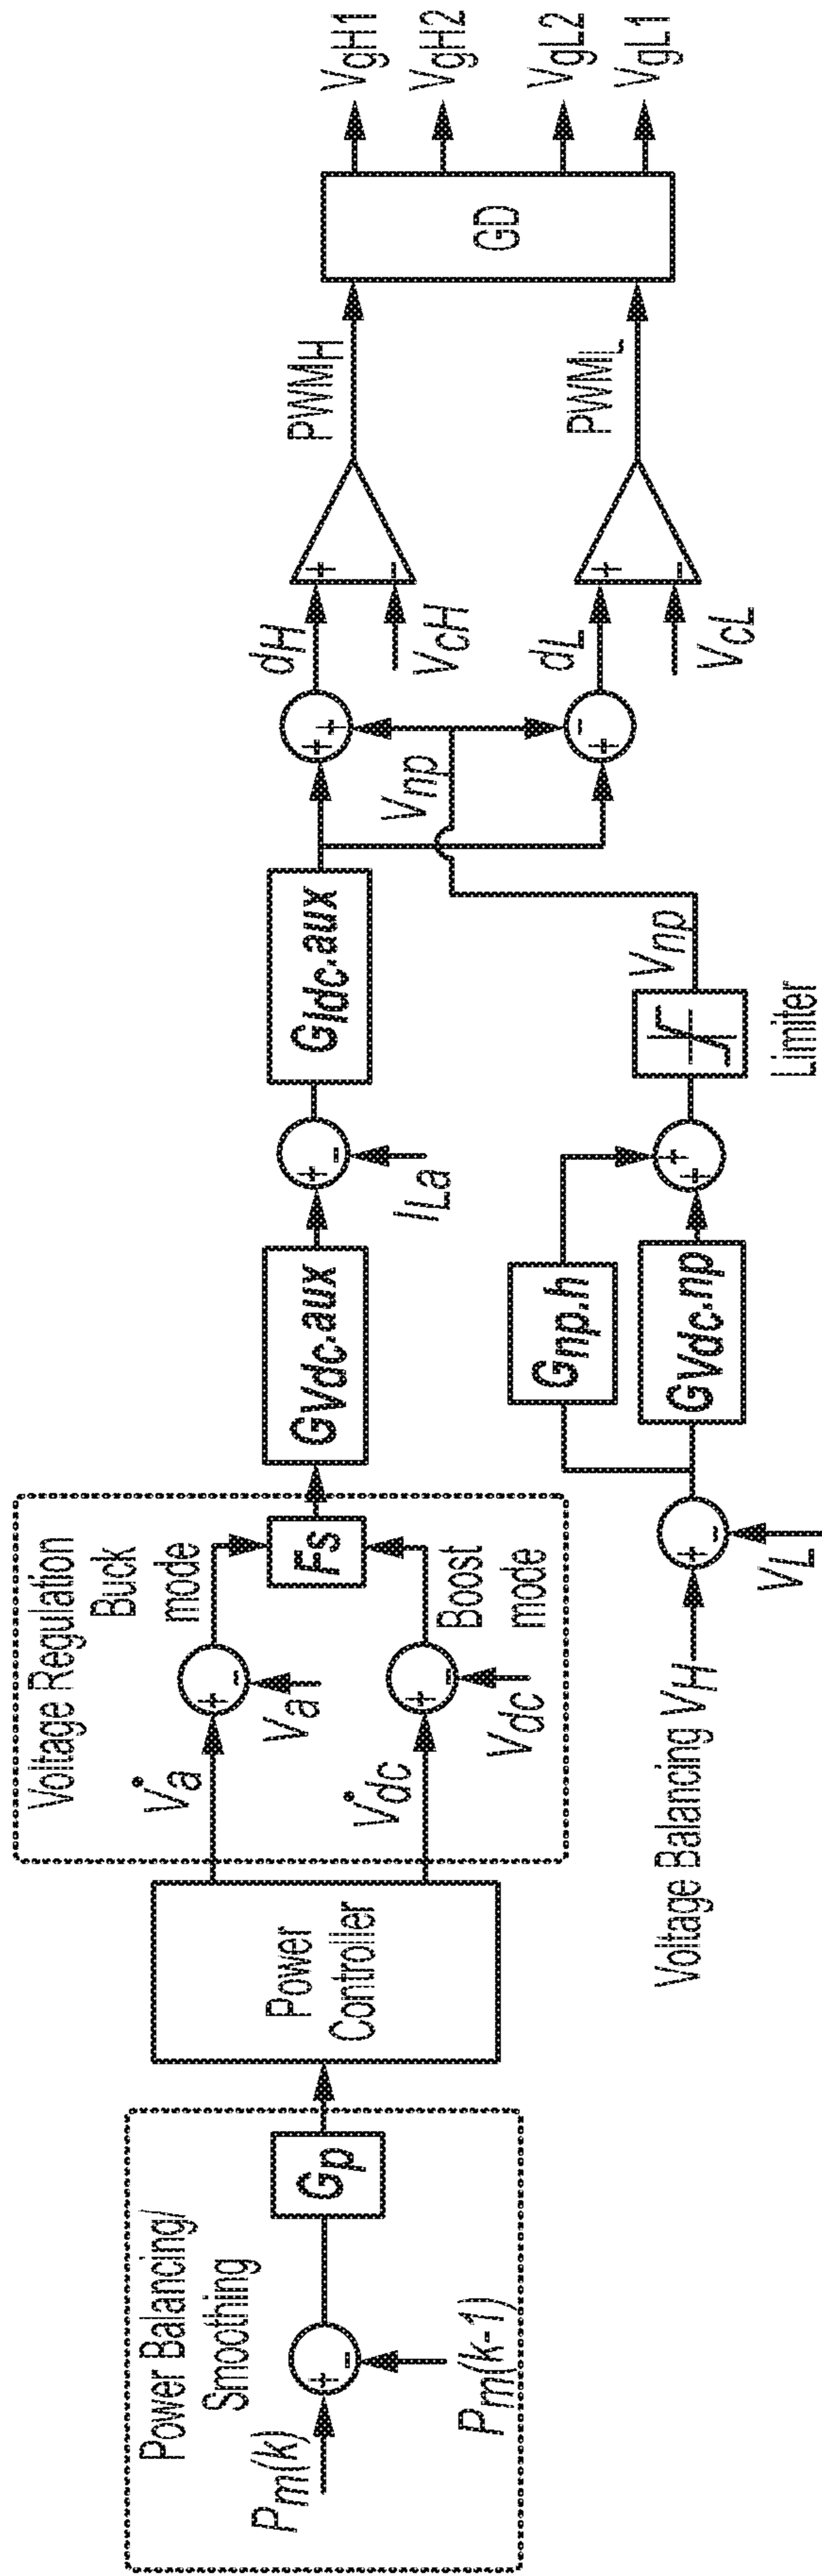 Power Balancing/
Smoothing
Pm(k)
+
-
Pm(k-1)
Gp
Power
Controller
Voltage Regulation
V*a
+
-
Va
Buck
mode
V*dc
+
-
Vdc
Boost
mode
Fs
GVdc.aux
+
-
ILa
GIdc.aux
Voltage Balancing VH
+
-
VL
Gnp.h
GVdc.np
+
+
Limiter
Vnp
Vnp
+
+
dH
+
-
VcH
PWMH
+
-
dL
+
-
VcL
PWML
GD
VgH1
VgH2
VgL2
VgL1